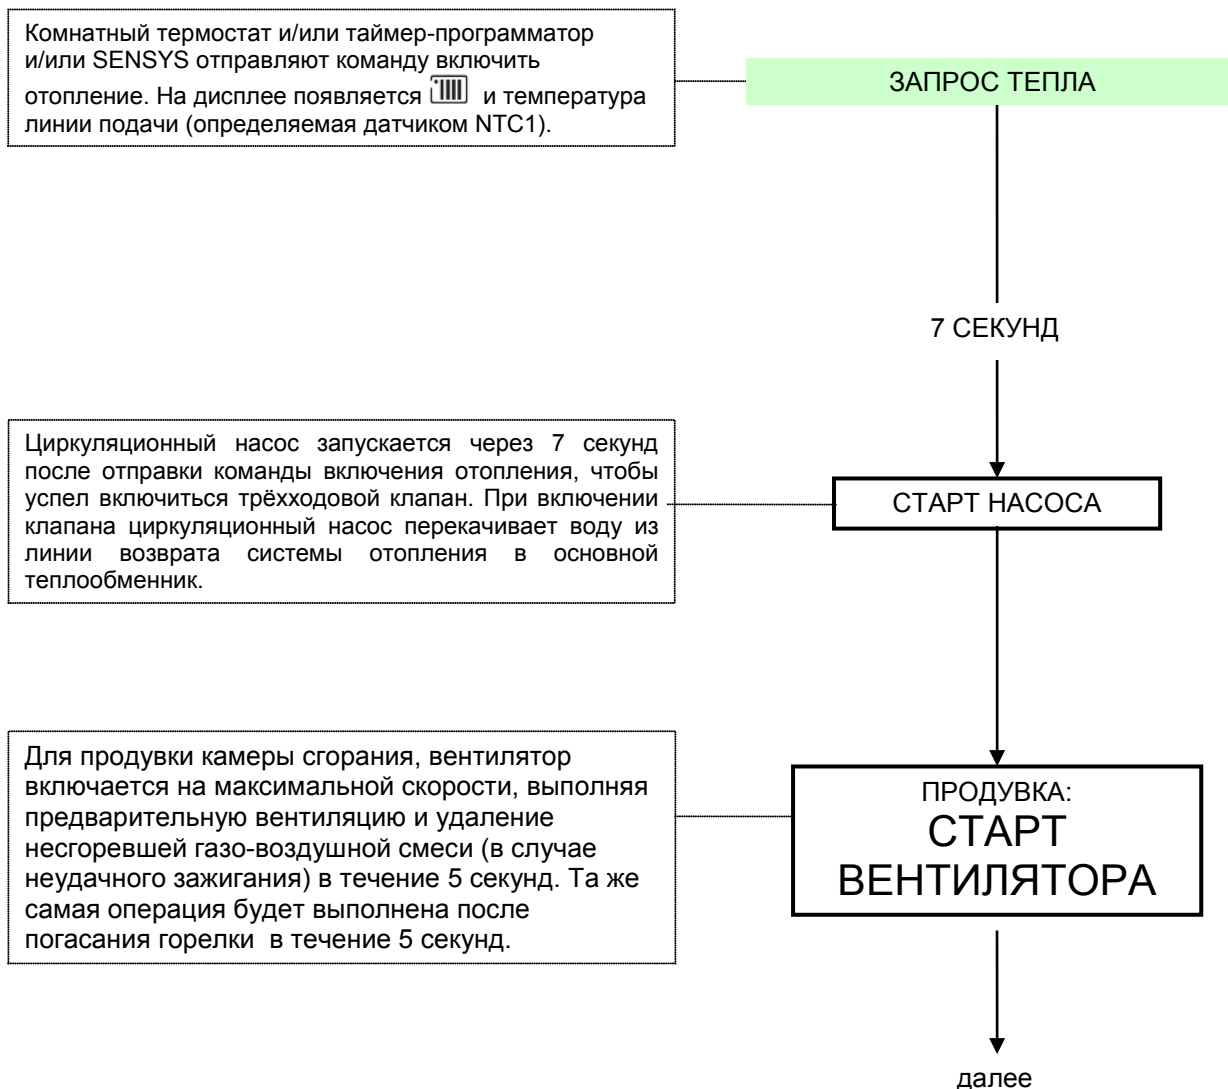 Комнатный термостат и/или таймер-программатор
и/или SENSYS отправляют команду включить
отопление. На дисплее появляется и температура
линии подачи (определяемая датчиком NTC1).
ЗАПРОС ТЕПЛА
7 СЕКУНД
Циркуляционный насос запускается через 7 секунд
после отправки команды включения отопления, чтобы
успел включиться трёхходовой клапан. При включении
клапана циркуляционный насос перекачивает воду из
линии возврата системы отопления в основной
теплообменник.
СТАРТ НАСОСА
Для продувки камеры сгорания, вентилятор
включается на максимальной скорости, выполняя
предварительную вентиляцию и удаление
несгоревшей газо-воздушной смеси (в случае
неудачного зажигания) в течение 5 секунд. Та же
самая операция будет выполнена после
погасания горелки в течение 5 секунд.
ПРОДУВКА:
СТАРТ
ВЕНТИЛЯТОРА
далее